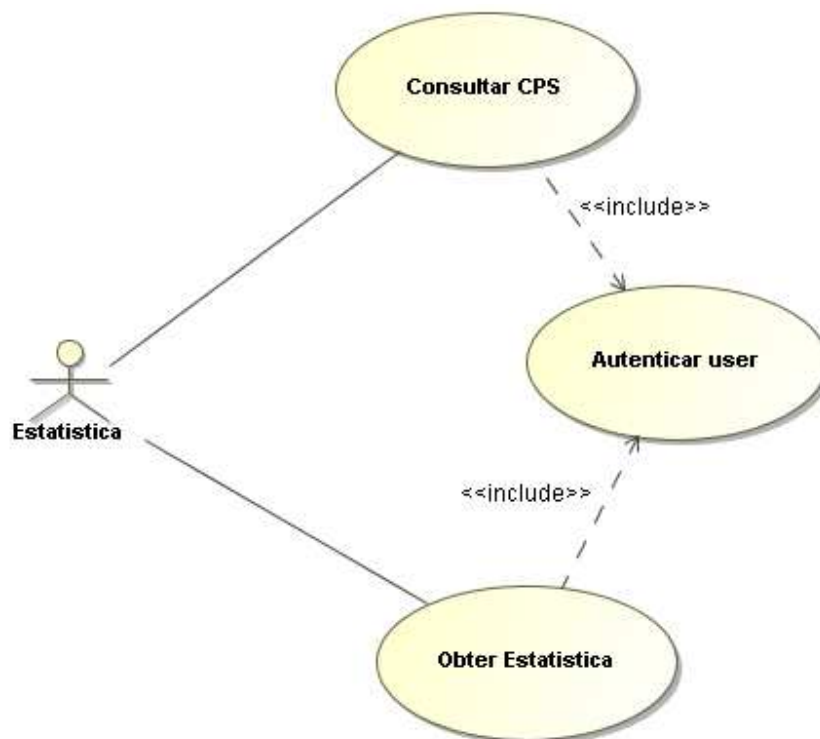 Consultar CPS
<<include>>
Autenticar user
Estatistica
<<include>>
Obter Estatistica